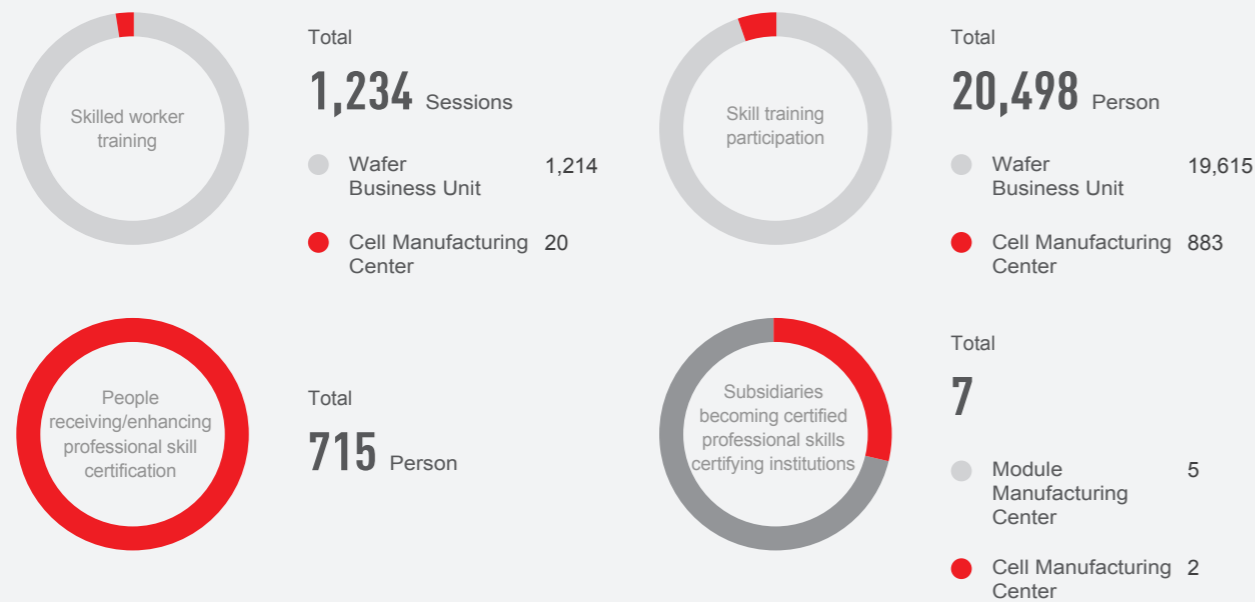 Skilled worker
training
Total
1,234 Sessions
Wafer
Business Unit
1,214
Cell Manufacturing
Center
20
Skill training
participation
Total
20,498 Person
Wafer
Business Unit
19,615
Cell Manufacturing
Center
883
People
receiving/enhancing
professional skill
certification
Total
715 Person
Subsidiaries
becoming certified
professional skills
certifying institutions
Total
7
Module
Manufacturing
Center
5
Cell Manufacturing
Center
2